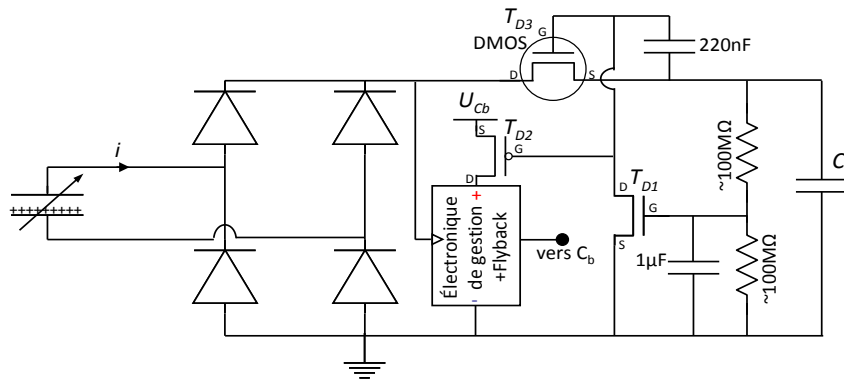 T_D3
G
DMOS
220nF
D
S
U_Cb
S
T_D2
G
i
D
~100MΩ
C
+++++++++
D
T_D1
G
S
+
Électronique
de gestion
+Flyback
-
vers C_b
1µF
~100MΩ